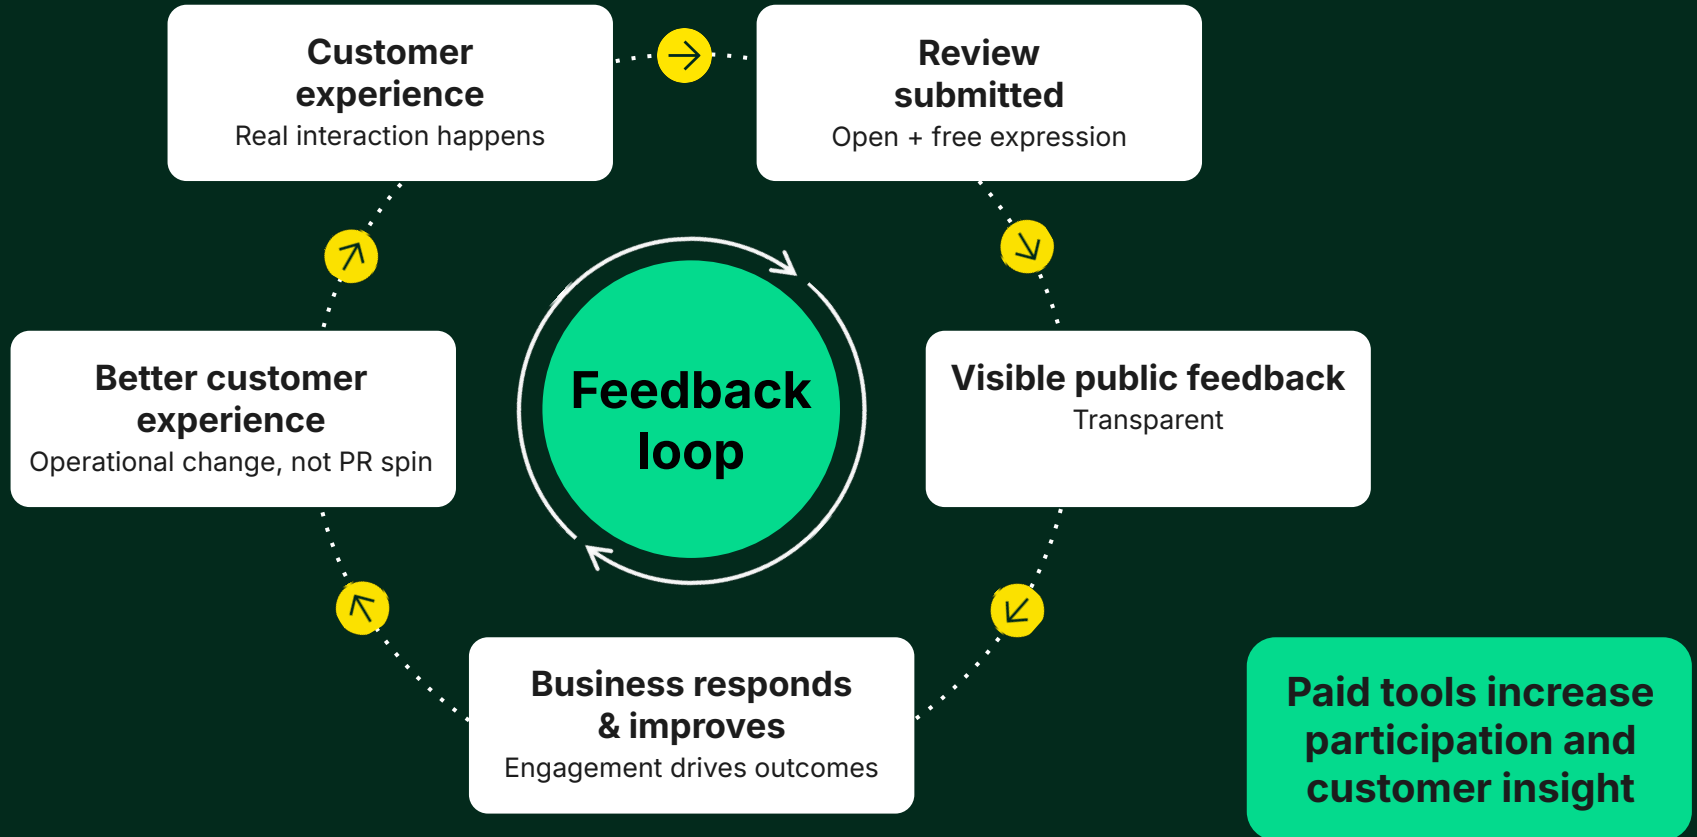 Customer
experience
Real interaction happens
Review
submitted
Open + free expression
Better customer
experience
Operational change, not PR spin
Feedback
loop
Visible public feedback
Transparent
Business responds
& improves
Engagement drives outcomes
Paid tools increase
participation and
customer insight